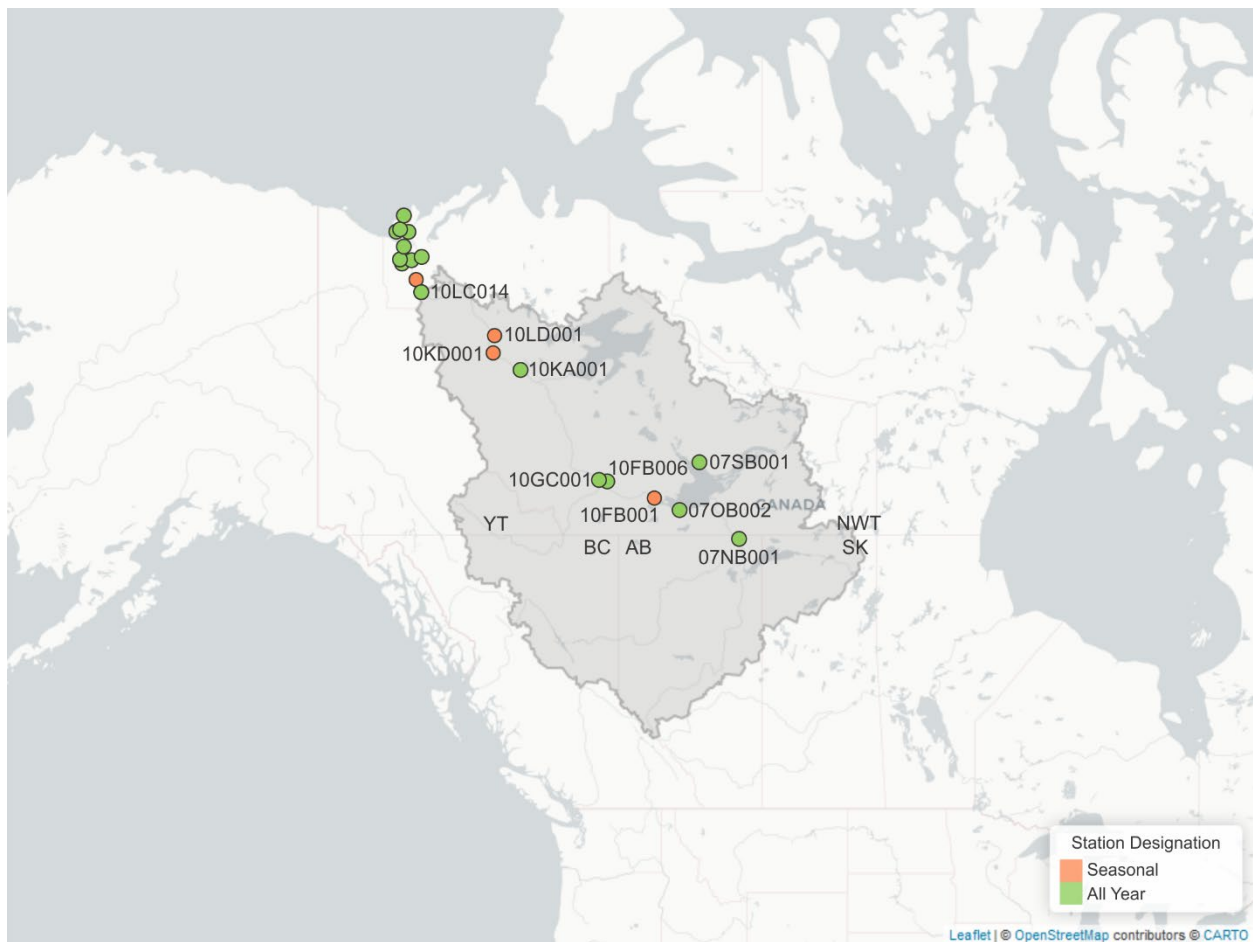 10LC014
10LD001
10KD001
10KA001
07SB001
10FB006
10GC001
CANADA
10FB001
07OB002
YT
NWT
BC
AB
SK
07NB001
Station Designation
Seasonal
All Year
Leaflet | © OpenStreetMap contributors © CARTO